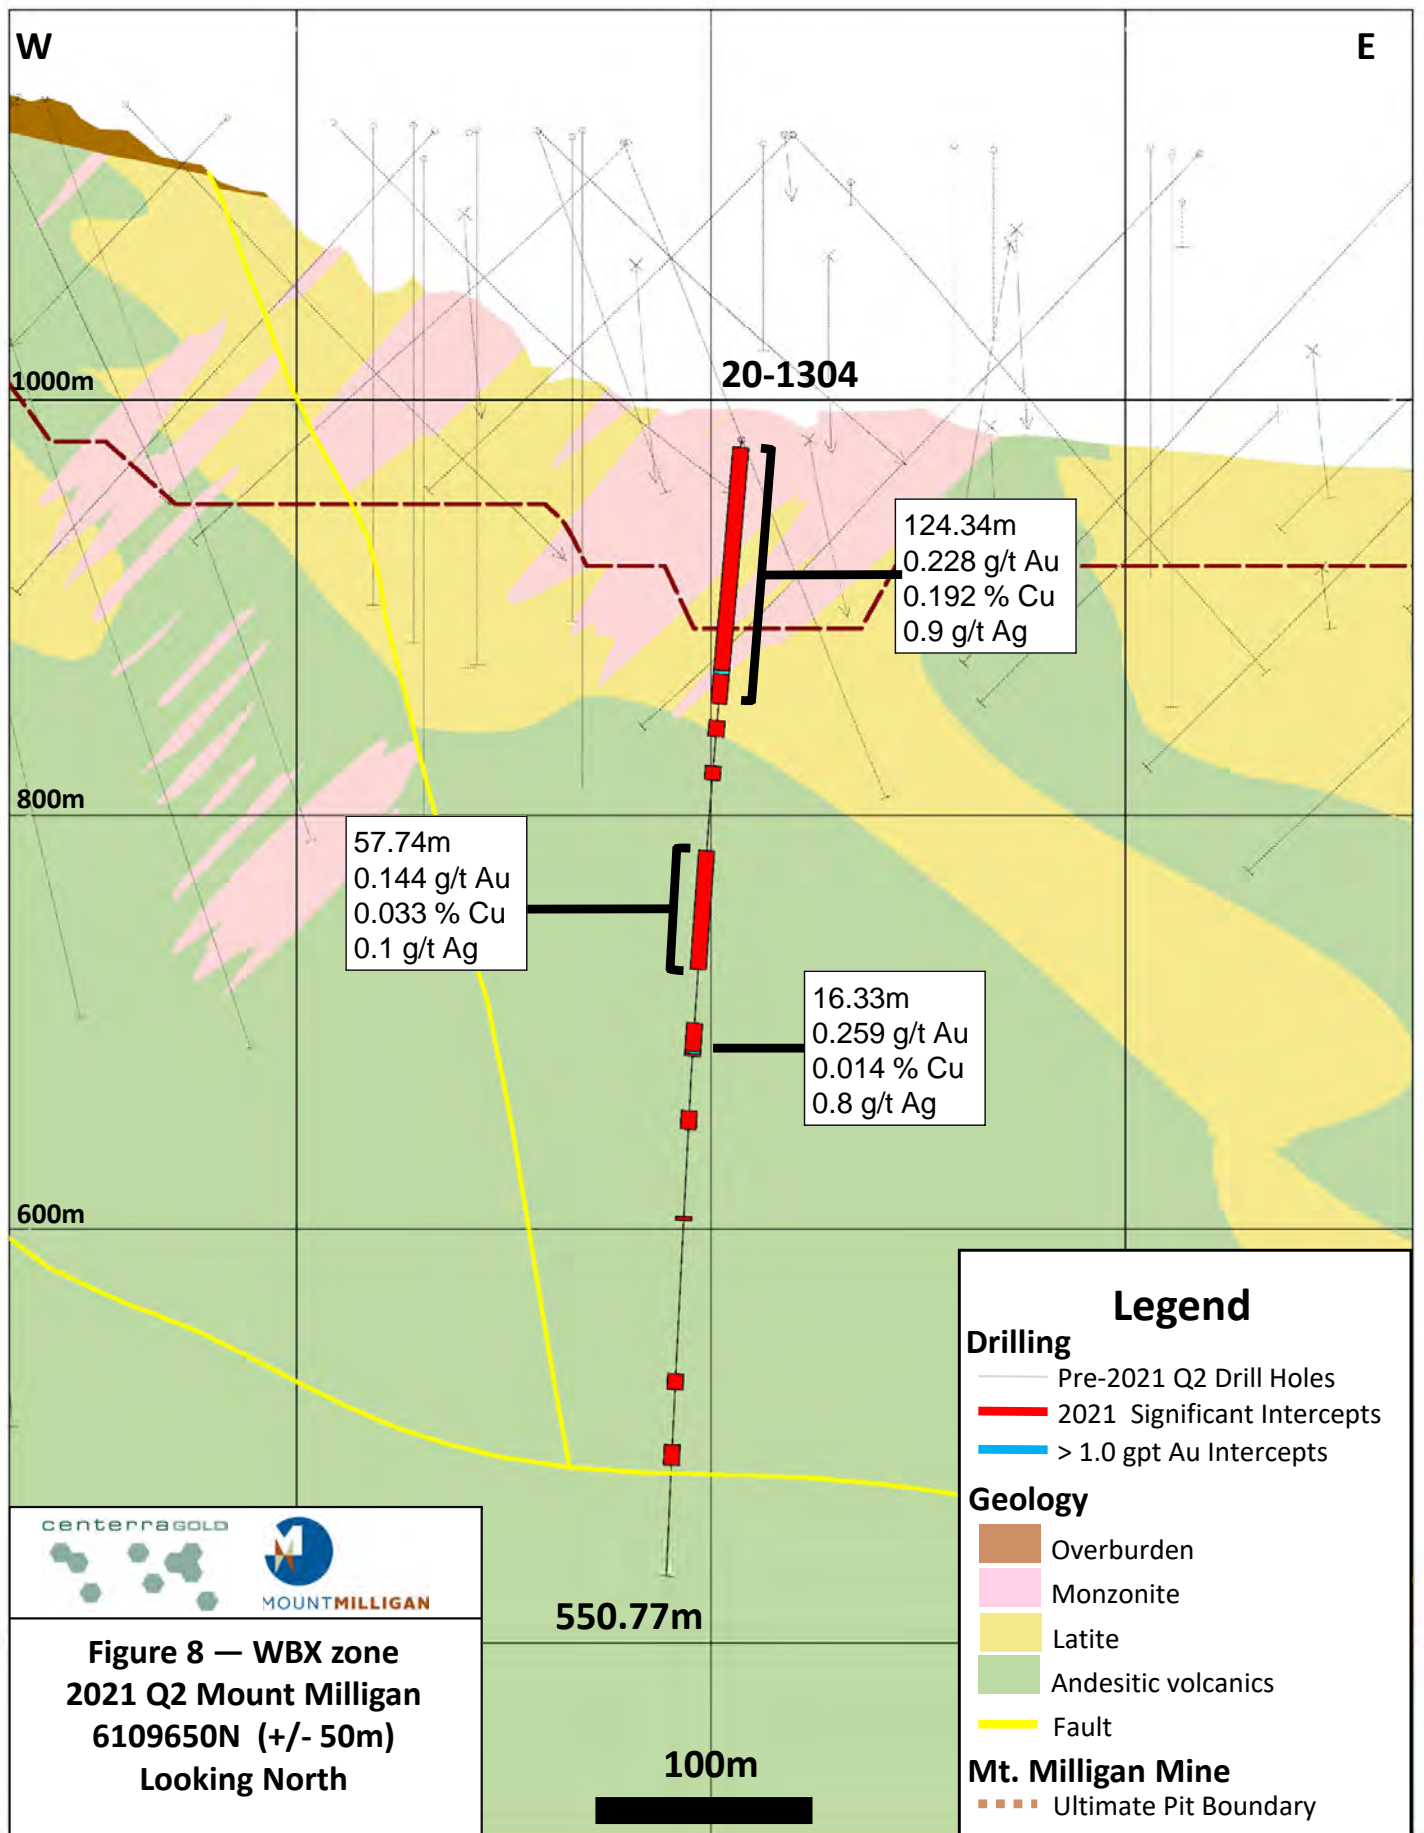 W
E
1000m
20-1304
124.34m
0.228 g/t Au
0.192 % Cu
0.9 g/t Ag
800m
57.74m
0.144 g/t Au
0.033 % Cu
0.1 g/t Ag
16.33m
0.259 g/t Au
0.014 % Cu
0.8 g/t Ag
600m
550.77m
100m
centerraGOLD
MOUNTMILLIGAN
Figure 8 — WBX zone
2021 Q2 Mount Milligan
6109650N (+/- 50m)
Looking North
Legend
Drilling
Pre-2021 Q2 Drill Holes
2021 Significant Intercepts
> 1.0 gpt Au Intercepts
Geology
Overburden
Monzonite
Latite
Andesitic volcanics
Fault
Mt. Milligan Mine
Ultimate Pit Boundary